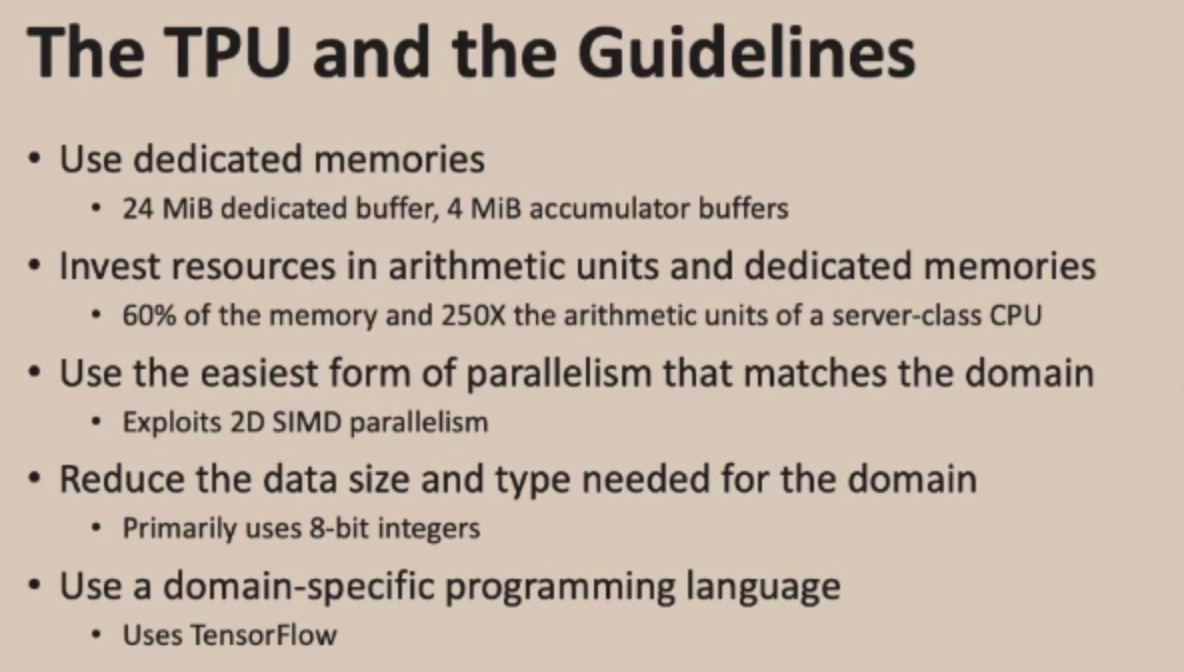 The TPU and the Guidelines
• Use dedicated memories
• 24 MiB dedicated buffer, 4 MiB accumulator buffers
• Invest resources in arithmetic units and dedicated memories
• 60% of the memory and 250X the arithmetic units of a server-class CPU
• Use the easiest form of parallelism that matches the domain
• Exploits 2D SIMD parallelism
• Reduce the data size and type needed for the domain
• Primarily uses 8-bit integers
• Use a domain-specific programming language
• Uses TensorFlow